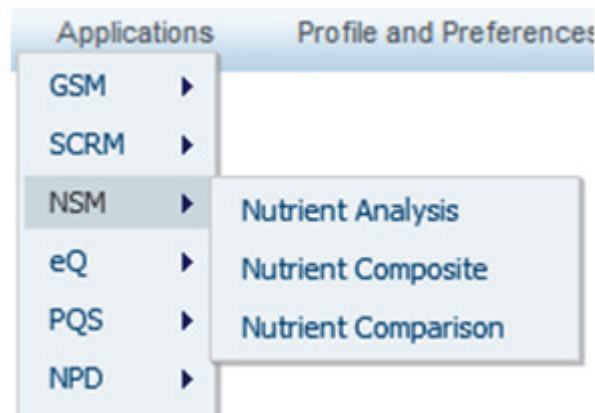 Applications Profile and Preferences
GSM
SCRM
NSM
Nutrient Analysis
eQ
Nutrient Composite
PQS
Nutrient Comparison
NPD